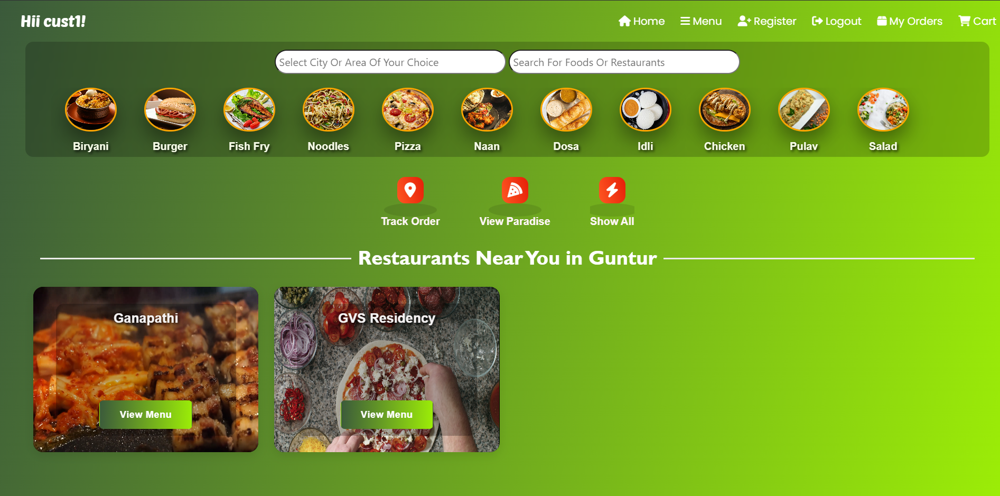 Hii cust1!
Home
Menu
Register
Logout
My Orders
Cart
Select City Or Area Of Your Choice
Search For Foods Or Restaurants
Biryani
Burger
Fish Fry
Noodles
Pizza
Naan
Dosa
Idli
Chicken
Pulav
Salad
Track Order
View Paradise
Show All
Restaurants Near You in Guntur
Ganapathi
GVS Residency
View Menu
View Menu